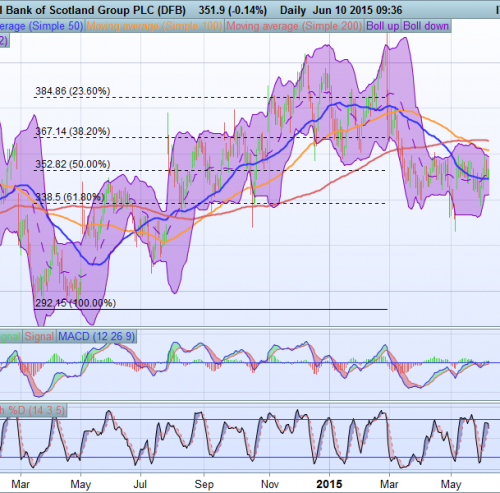 l Bank of Scotland Group PLC (DFB) 351.9 (-0.14%) Daily Jun 10 2015 09:36
erage (Simple 50) Moving average (Simple 100) Moving average (Simple 200) Boll up Boll down
2)
384.86 (23.60%)
367.14 (38.20%)
352.82 (50.00%)
338.5 (61.80%)
292.15 (100.00%)
gnal Signal MACD (12 26 9)
h %D (14 3 5)
Mar May Jul Sep Nov 2015 Mar May